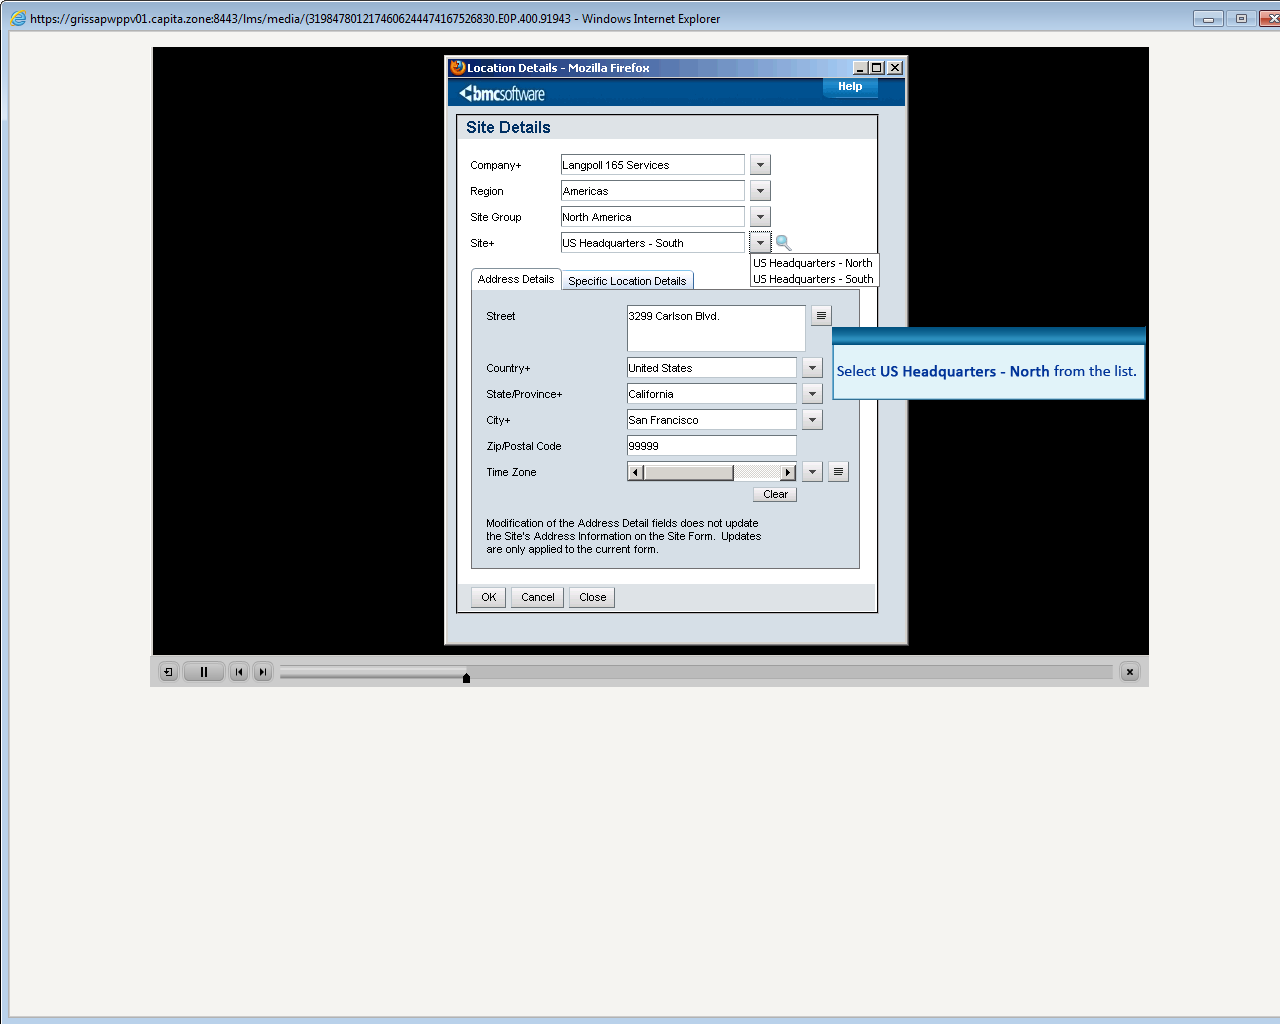 https://grissapwppv01.capita.zone:8443/lms/media/(3198478012174606244474167526830.E0P.400.91943 - Windows Internet Explorer
Location Details - Mozilla Firefox
bmcsoftware
Help
Site Details
Company+
Langpoll 165 Services
Region
Americas
Site Group
North America
Site+
US Headquarters - South
US Headquarters - North
US Headquarters - South
Address Details
Specific Location Details
Street
3299 Carlson Blvd.
Select US Headquarters - North from the list.
Country+
United States
State/Province+
California
City+
San Francisco
Zip/Postal Code
99999
Time Zone
Clear
Modification of the Address Detail fields does not update
the Site's Address Information on the Site Form.  Updates
are only applied to the current form.
OK
Cancel
Close